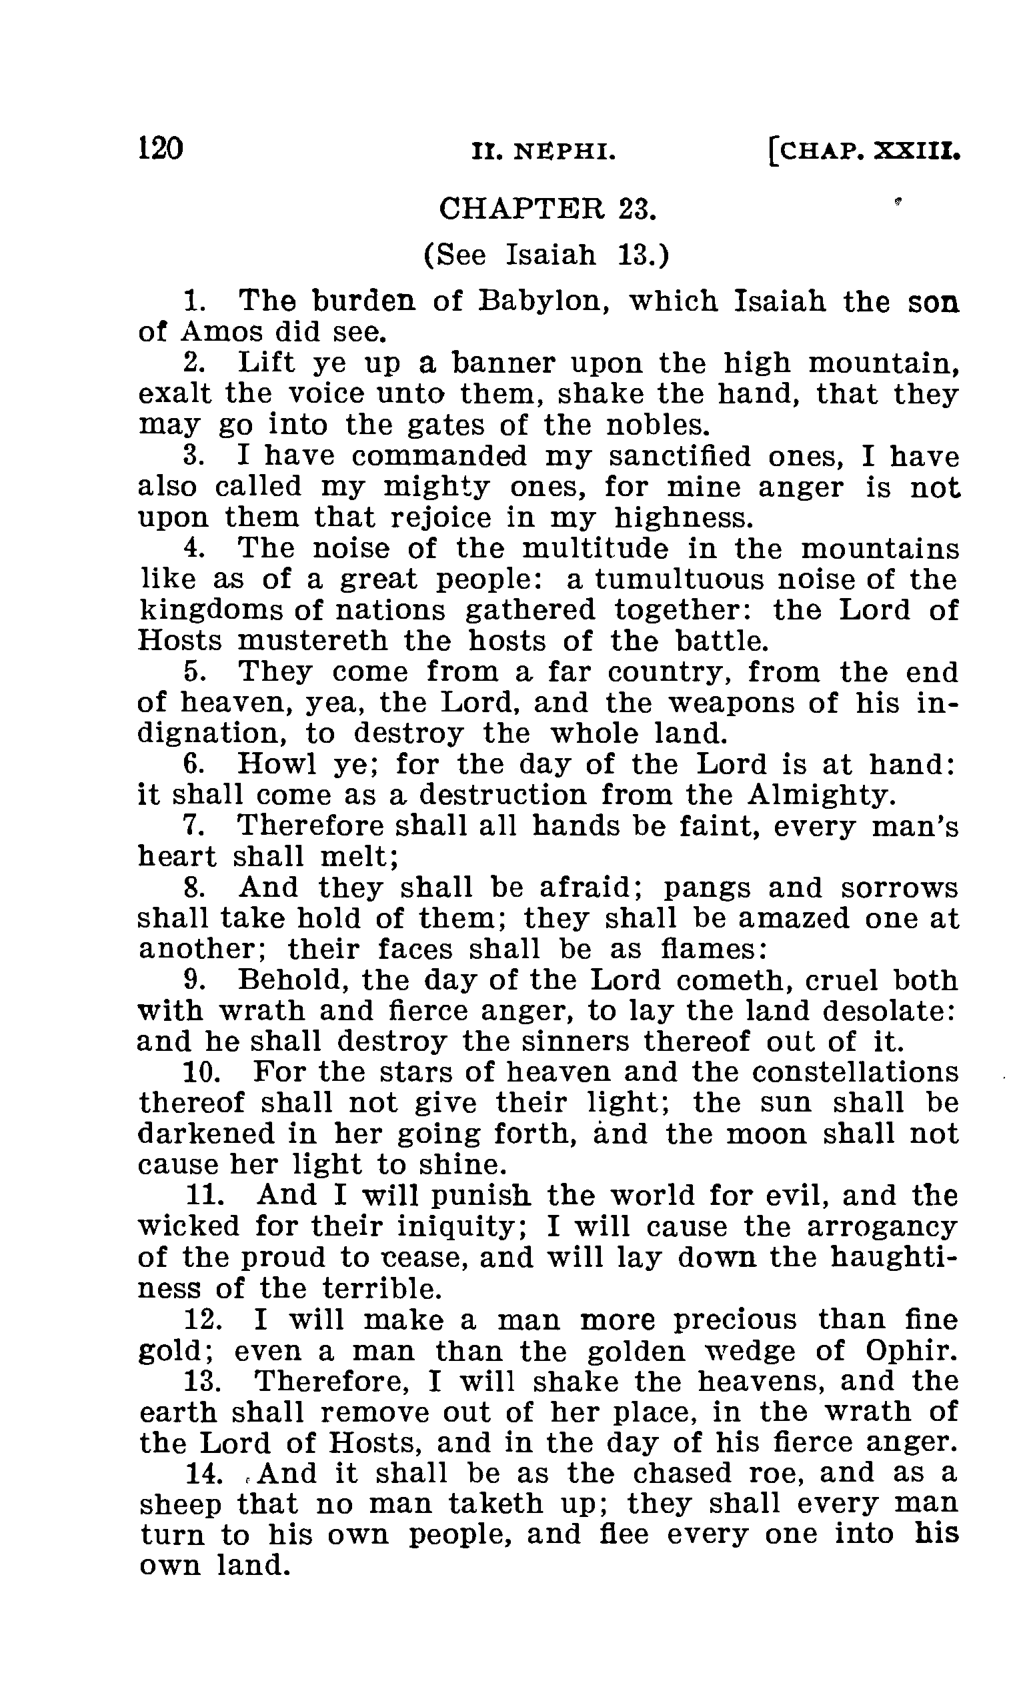 120 II. NEPHI. [CHAP. XXIII.
CHAPTER 23.
(See Isaiah 13.)
1. The burden of Babylon, which Isaiah the son
of Amos did see.
2. Lift ye up a banner upon the high mountain,
exalt the voice unto them, shake the hand, that they
may go into the gates of the nobles.
3. I have commanded my sanctified ones, I have
also called my mighty ones, for mine anger is not
upon them that rejoice in my highness.
4. The noise of the multitude in the mountains
like as of a great people: a tumultuous noise of the
kingdoms of nations gathered together: the Lord of
Hosts mustereth the hosts of the battle.
5. They come from a far country, from the end
of heaven, yea, the Lord, and the weapons of his in-
dignation, to destroy the whole land.
6. Howl ye; for the day of the Lord is at hand:
it shall come as a destruction from the Almighty.
7. Therefore shall all hands be faint, every man's
heart shall melt;
8. And they shall be afraid; pangs and sorrows
shall take hold of them; they shall be amazed one at
another; their faces shall be as flames:
9. Behold, the day of the Lord cometh, cruel both
with wrath and fierce anger, to lay the land desolate:
and he shall destroy the sinners thereof out of it.
10. For the stars of heaven and the constellations
thereof shall not give their light; the sun shall be
darkened in her going forth, and the moon shall not
cause her light to shine.
11. And I will punish the world for evil, and the
wicked for their iniquity; I will cause the arrogancy
of the proud to cease, and will lay down the haughti-
ness of the terrible.
12. I will make a man more precious than fine
gold; even a man than the golden wedge of Ophir.
13. Therefore, I will shake the heavens, and the
earth shall remove out of her place, in the wrath of
the Lord of Hosts, and in the day of his fierce anger.
14. And it shall be as the chased roe, and as a
sheep that no man taketh up; they shall every man
turn to his own people, and flee every one into his
own land.